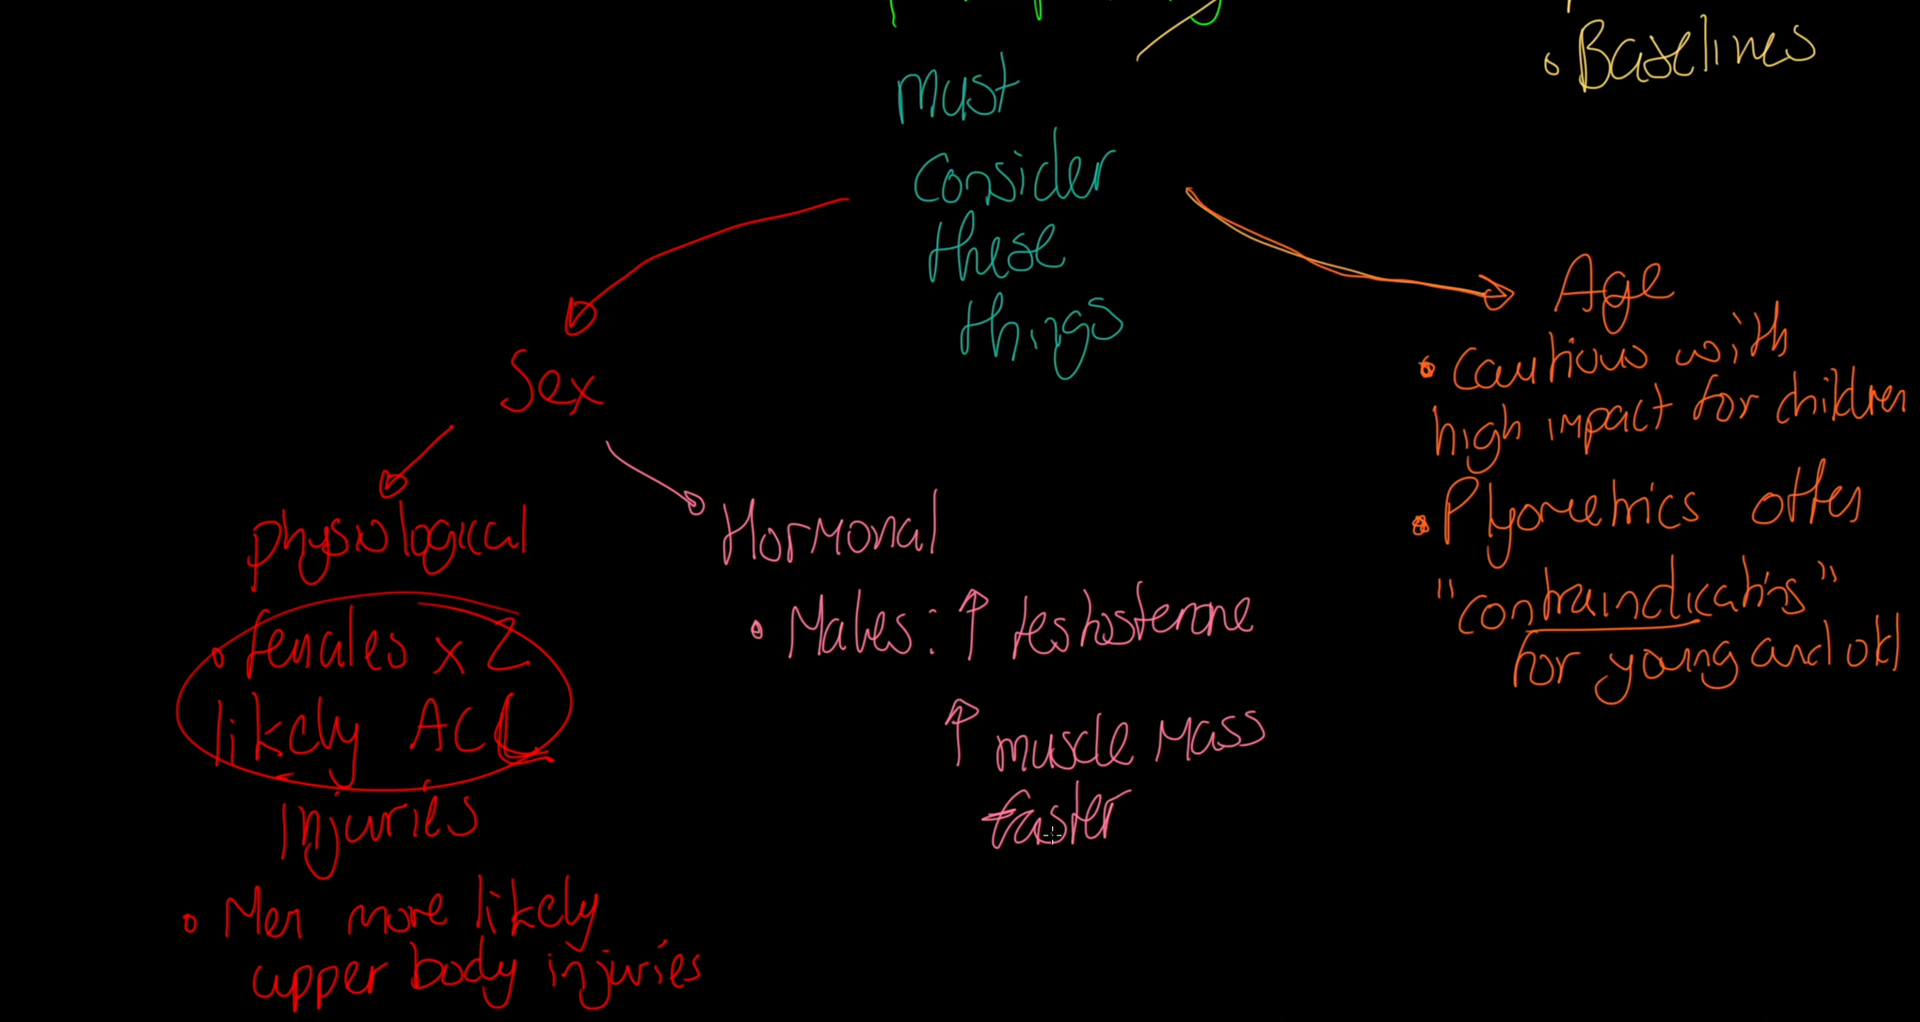 • Baselines
must
Consider
these
things
Sex
Physiological
• females x 2
likely ACL
Injuries
• Men more likely
upper body injuries
Hormonal
• Males: ↑ testosterone
↑ muscle mass
faster
Age
• Cautious with
high impact for children
• Plyometrics often
"contraindications"
for young and old